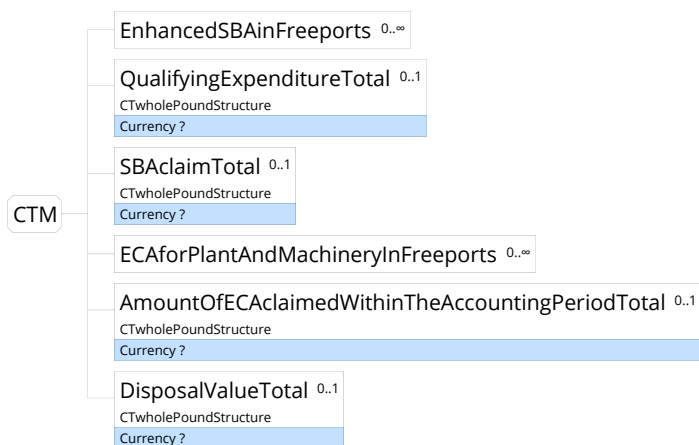 EnhancedSBAinFreeports 0..∞
QualifyingExpenditureTotal 0..1
CTwholePoundStructure
Currency ?
SBAclaimTotal 0..1
CTwholePoundStructure
Currency ?
CTM
ECAforPlantAndMachineryInFreeports 0..∞
AmountOfECAclaimedWithinTheAccountingPeriodTotal 0..1
CTwholePoundStructure
Currency ?
DisposalValueTotal 0..1
CTwholePoundStructure
Currency ?